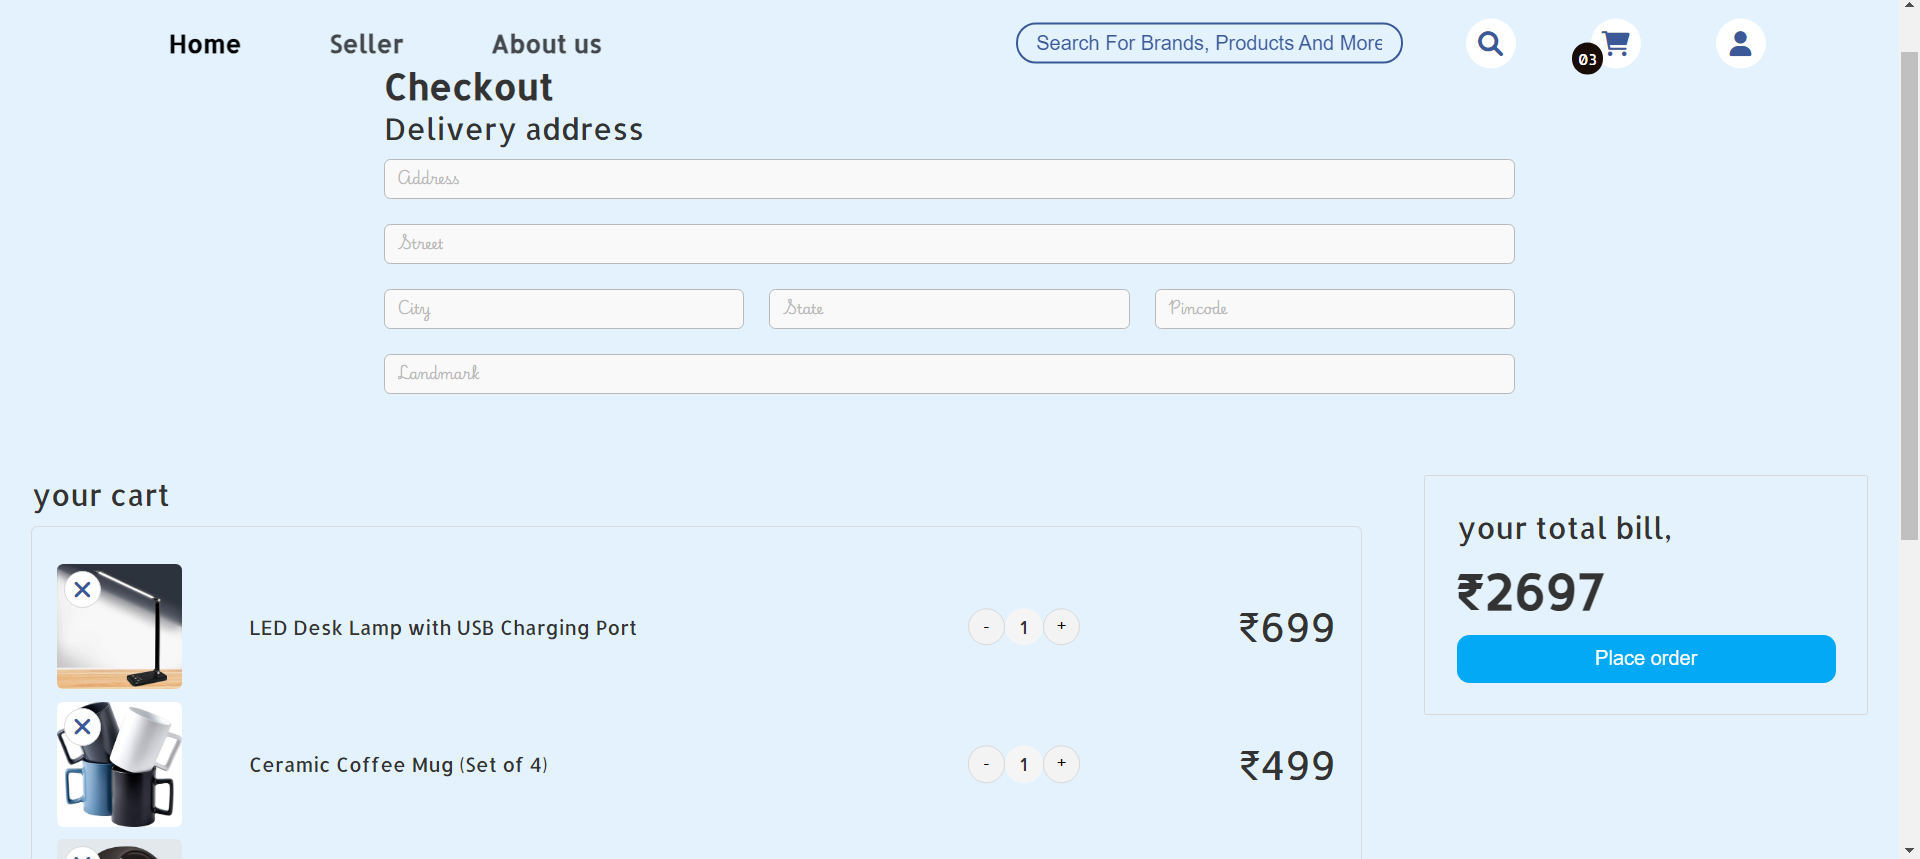 Home Seller About us Search For Brands, Products And More 03
Checkout
Delivery address
Address
Street
City State Pincode
Landmark
your cart
LED Desk Lamp with USB Charging Port - 1 + ₹699
Ceramic Coffee Mug (Set of 4) - 1 + ₹499
your total bill,
₹2697
Place order